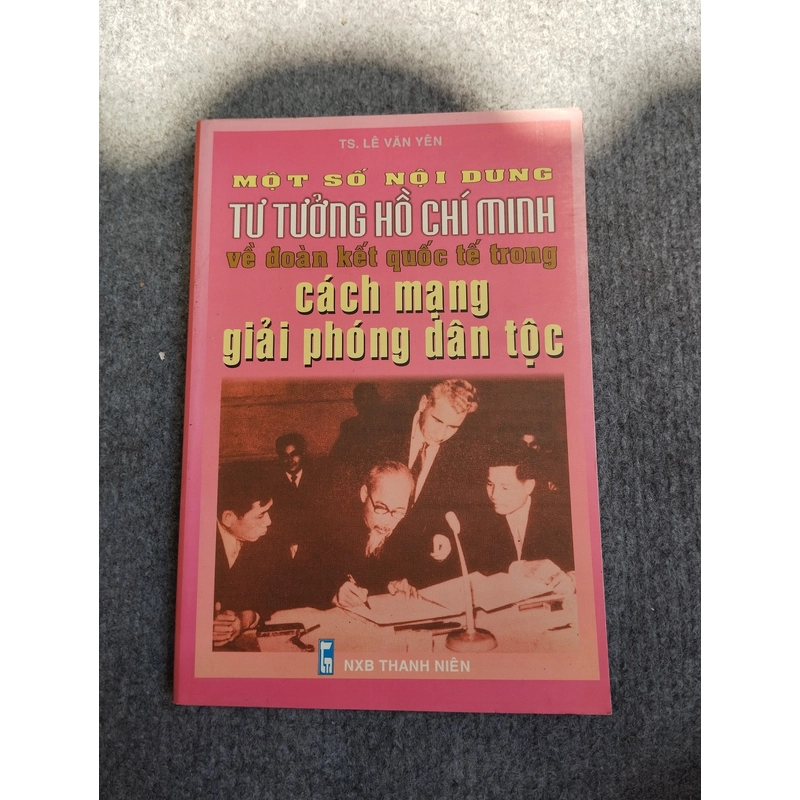 TS. LÊ VĂN YÊN
MỘT SỐ NỘI DUNG
TƯ TƯỞNG HỒ CHÍ MINH
về đoàn kết quốc tế trong
cách mạng
giải phóng dân tộc
NXB THANH NIÊN